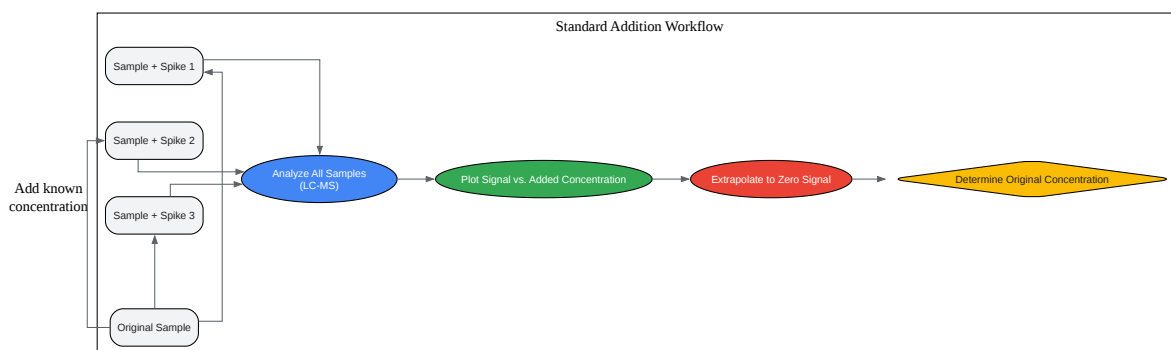 Standard Addition Workflow
Sample + Spike 1
Sample + Spike 2
Add known
concentration
Sample + Spike 3
Original Sample
Analyze All Samples
(LC-MS)
Plot Signal vs. Added Concentration
Extrapolate to Zero Signal
Determine Original Concentration